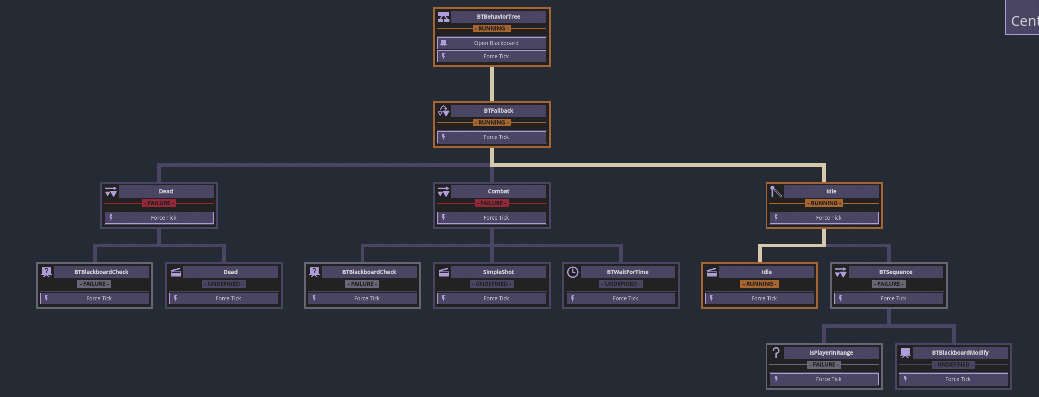 BTBehaviorTree
- RUNNING -
Open Blackboard
Force Tick
Cent
BTFallback
- RUNNING -
Force Tick
Dead
- FAILURE -
Force Tick
Combat
- FAILURE -
Force Tick
Idle
- RUNNING -
Force Tick
BTBlackboardCheck
- FAILURE -
Force Tick
Dead
- UNDEFINED -
Force Tick
BTBlackboardCheck
- FAILURE -
Force Tick
SimpleShot
- UNDEFINED -
Force Tick
BTWaitForTime
- UNDEFINED -
Force Tick
Idle
- RUNNING -
Force Tick
BTSequence
- FAILURE -
Force Tick
IsPlayerInRange
- FAILURE -
Force Tick
BTBlackboardModify
- UNDEFINED -
Force Tick